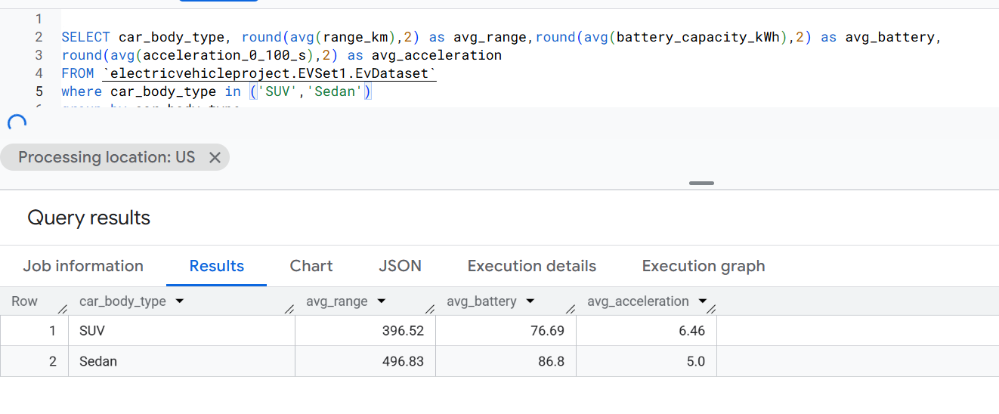 1
2 SELECT car_body_type, round(avg(range_km),2) as avg_range,round(avg(battery_capacity_kWh),2) as avg_battery,
3 round(avg(acceleration_0_100_s),2) as avg_acceleration
4 FROM `electricvehicleproject.EVSet1.EvDataset`
5 where car_body_type in ('SUV','Sedan')
Processing location: US
Query results
Job information Results Chart JSON Execution details Execution graph
Row car_body_type avg_range avg_battery avg_acceleration
1 SUV 396.52 76.69 6.46
2 Sedan 496.83 86.8 5.0